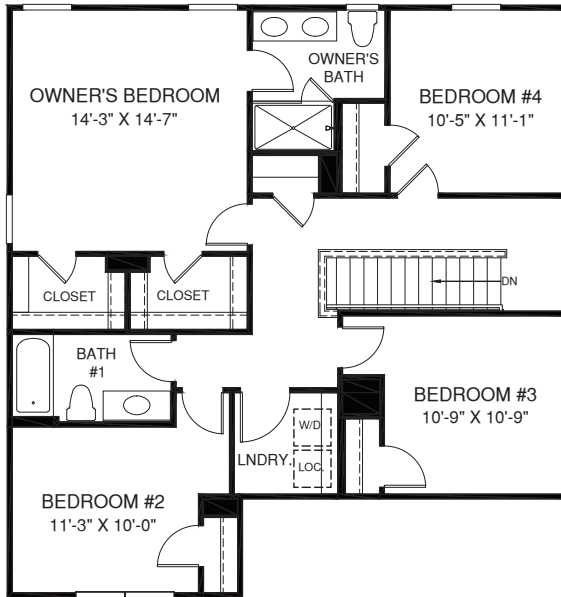 OWNER'S
BATH
OWNER'S BEDROOM
14'-3" X 14'-7"
BEDROOM #4
10'-5" X 11'-1"
CLOSET
CLOSET
DN
BATH
#1
BEDROOM #3
10'-9" X 10'-9"
W/D
LNDRY.
LOC.
BEDROOM #2
11'-3" X 10'-0"